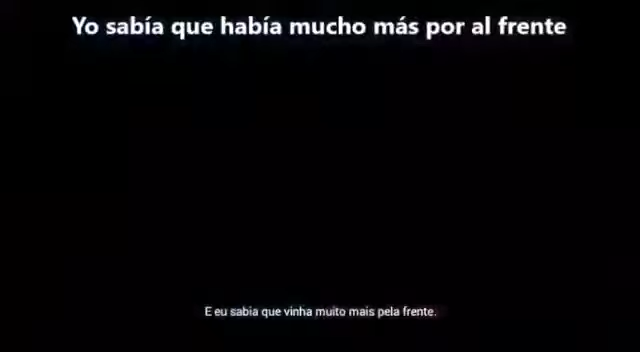 Yo sabía que había mucho más por al frente
E eu sabia que vinha muito mais pela frente.